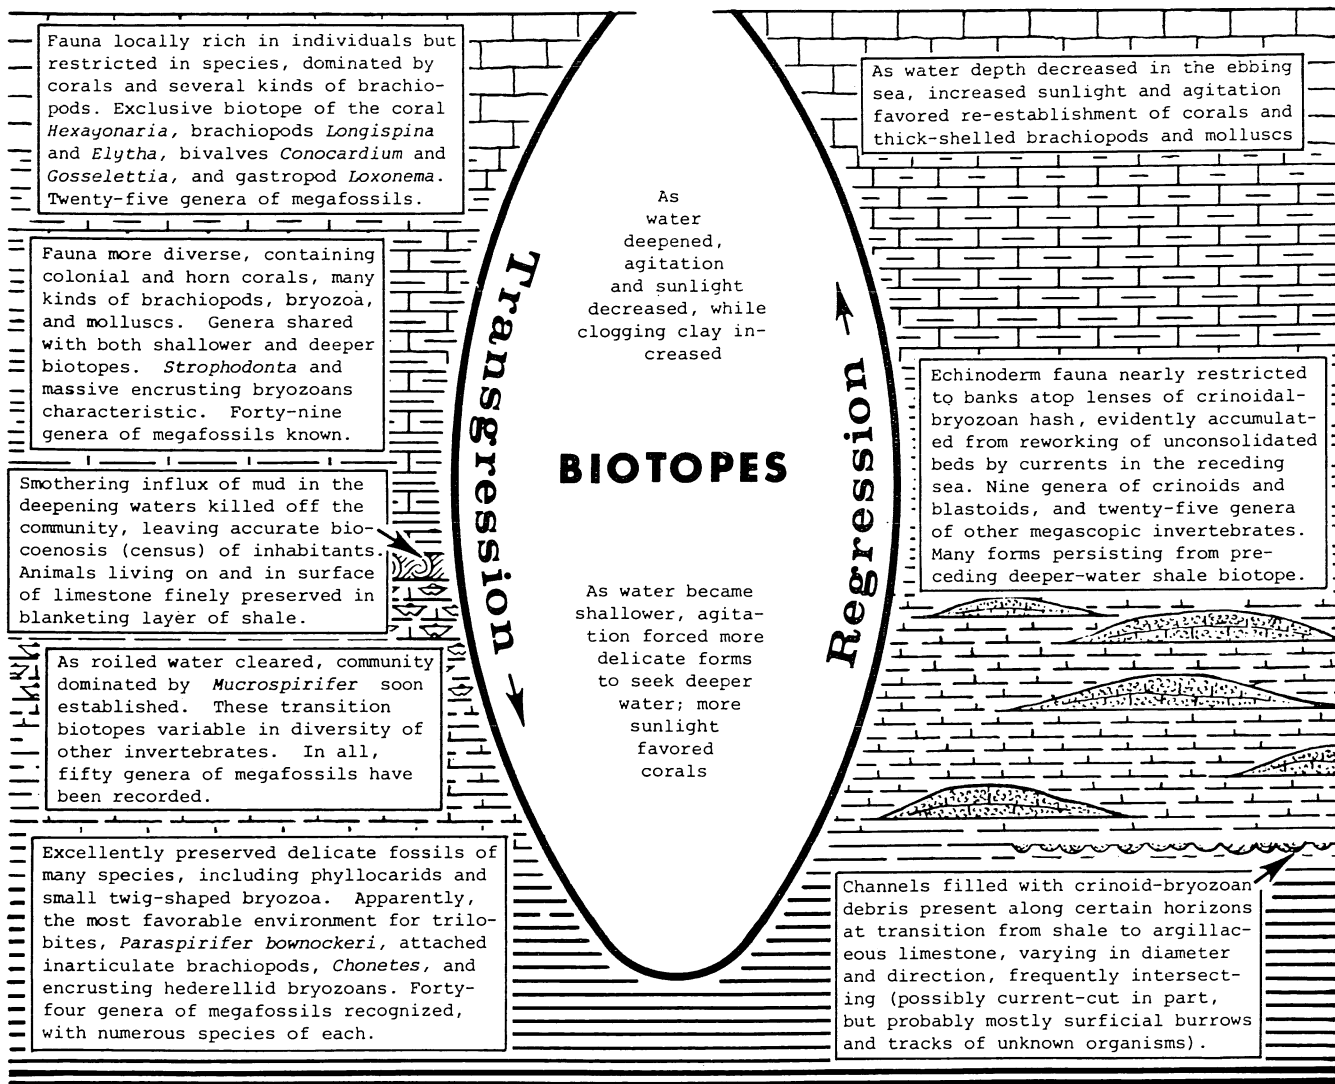 Fauna locally rich in individuals but
restricted in species, dominated by
corals and several kinds of brachio-
pods. Exclusive biotope of the coral
Hexagonaria, brachiopods Longispina
and Elytha, bivalves Conocardium and
Gosselettia, and gastropod Loxonema.
Twenty-five genera of megafossils.
Fauna more diverse, containing
colonial and horn corals, many
kinds of brachiopods, bryozoa,
and molluscs. Genera shared
with both shallower and deeper
biotopes. Strophodonta and
massive encrusting bryozoans
characteristic. Forty-nine
genera of megafossils known.
Smothering influx of mud in the
deepening waters killed off the
community, leaving accurate bio-
coenosis (census) of inhabitants.
Animals living on and in surface
of limestone finely preserved in
blanketing layer of shale.
As roiled water cleared, community
dominated by Mucrospirifer soon
established. These transition
biotopes variable in diversity of
other invertebrates. In all,
fifty genera of megafossils have
been recorded.
Excellently preserved delicate fossils of
many species, including phyllocarids and
small twig-shaped bryozoa. Apparently,
the most favorable environment for trilo-
bites, Paraspirifer bownockeri, attached
inarticulate brachiopods, Chonetes, and
encrusting hederellid bryozoans. Forty-
four genera of megafossils recognized,
with numerous species of each.
Transgression
As
water
deepened,
agitation
and sunlight
decreased, while
clogging clay in-
creased
BIOTOPES
As water became
shallower, agita-
tion forced more
delicate forms
to seek deeper
water; more
sunlight
favored
corals
Regression
As water depth decreased in the ebbing
sea, increased sunlight and agitation
favored re-establishment of corals and
thick-shelled brachiopods and molluscs
Echinoderm fauna nearly restricted
to banks atop lenses of crinoidal-
bryozoan hash, evidently accumulat-
ed from reworking of unconsolidated
beds by currents in the receding
sea. Nine genera of crinoids and
blastoids, and twenty-five genera
of other megascopic invertebrates.
Many forms persisting from pre-
ceding deeper-water shale biotope.
Channels filled with crinoid-bryozoan
debris present along certain horizons
at transition from shale to argillac-
eous limestone, varying in diameter
and direction, frequently intersect-
ing (possibly current-cut in part,
but probably mostly surficial burrows
and tracks of unknown organisms).